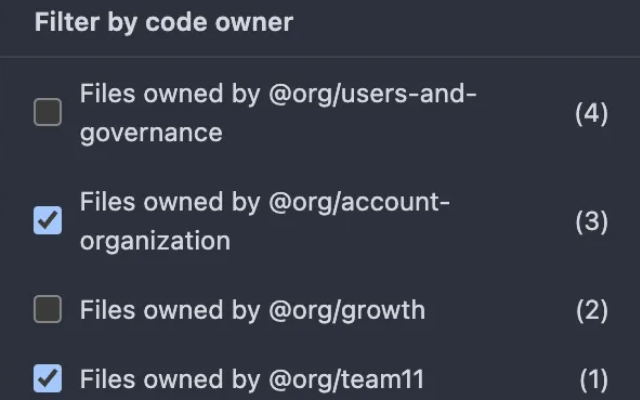 Filter by code owner
Files owned by @org/users-and-
governance
(4)
Files owned by @org/account-
organization
(3)
Files owned by @org/growth (2)
Files owned by @org/team11 (1)